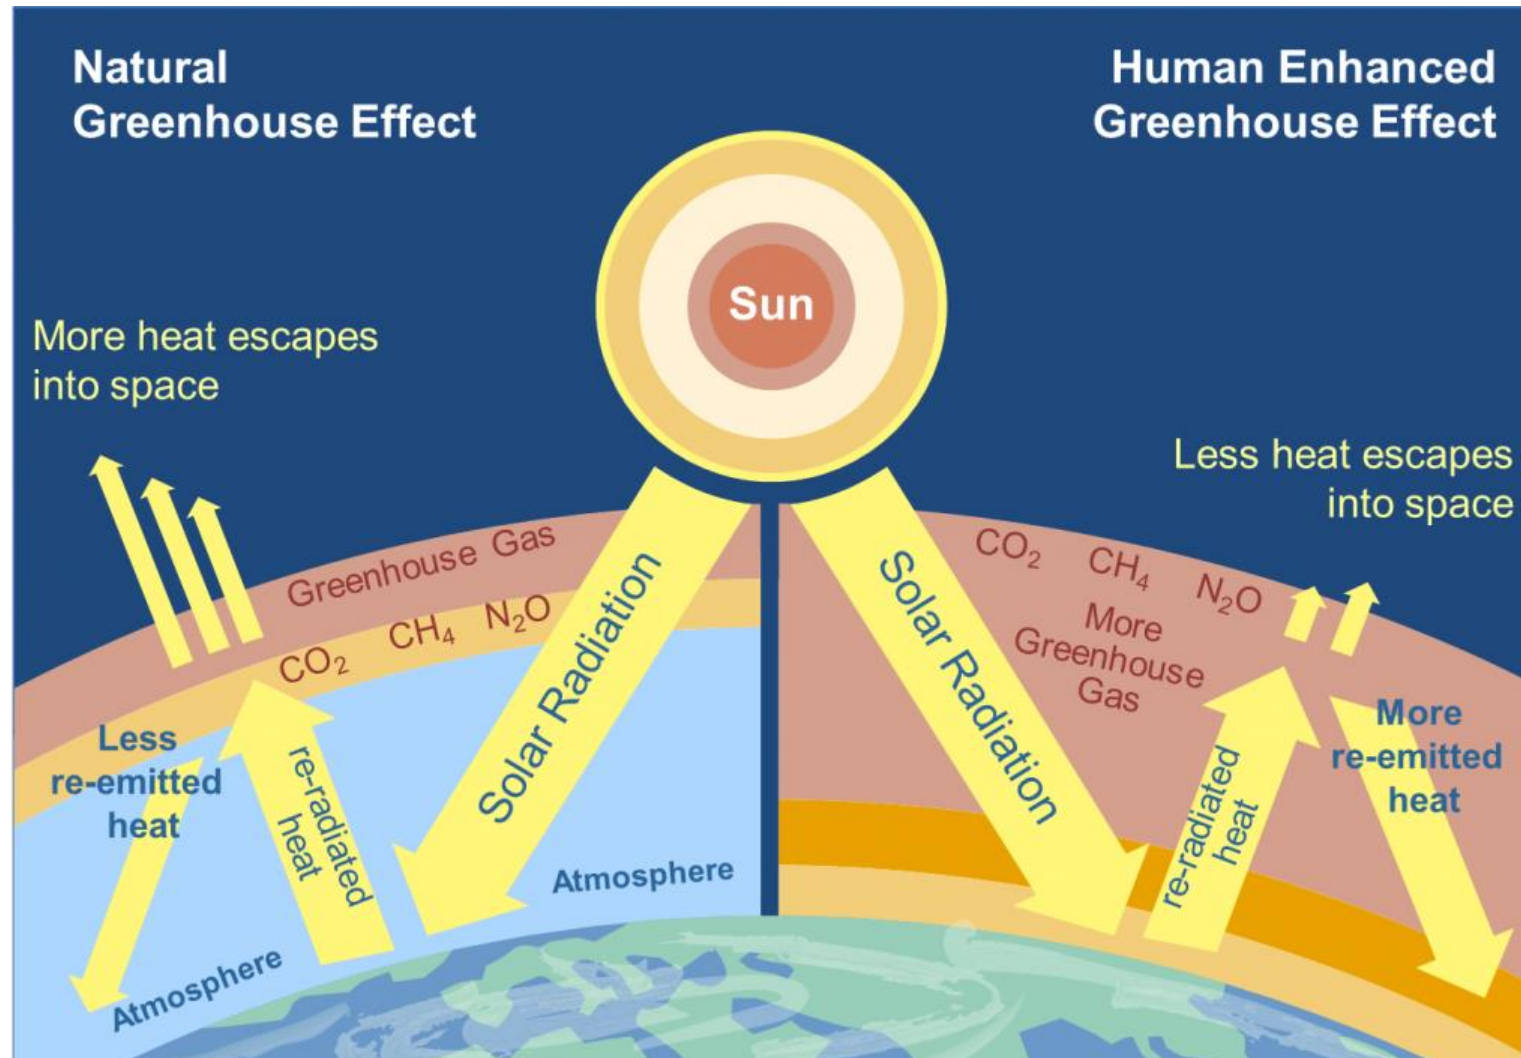 Natural
Greenhouse Effect
Human Enhanced
Greenhouse Effect
Sun
More heat escapes
into space
Less heat escapes
into space
Greenhouse Gas
CO₂ CH₄ N₂O
Solar Radiation
Less
re-emitted
heat
re-radiated
heat
Atmosphere
Atmosphere
Solar Radiation
CO₂ CH₄ N₂O
More
Greenhouse
Gas
re-radiated
heat
More
re-emitted
heat